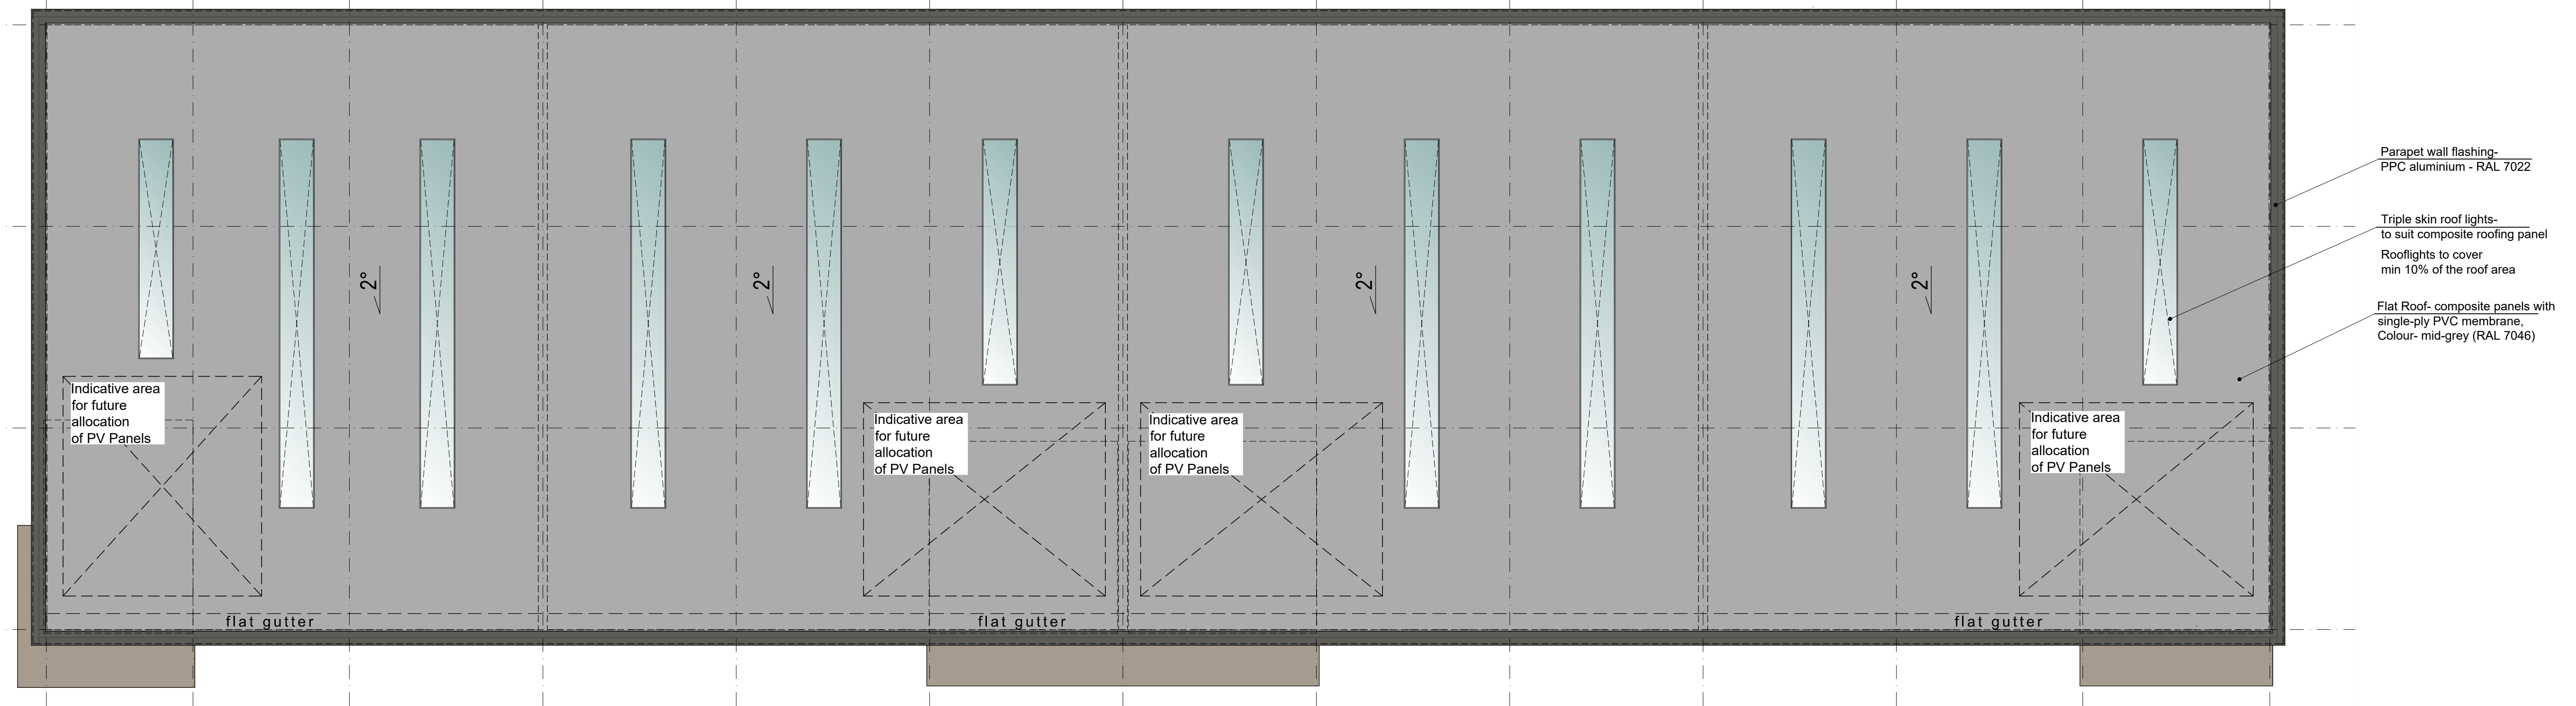 Parapet wall flashing-
PPC aluminium - RAL 7022
Triple skin roof lights-
to suit composite roofing panel
Rooflights to cover
min 10% of the roof area
Flat Roof- composite panels with
single-ply PVC membrane,
Colour- mid-grey (RAL 7046)
2°
2°
2°
2°
Indicative area
for future
allocation
of PV Panels
Indicative area
for future
allocation
of PV Panels
Indicative area
for future
allocation
of PV Panels
Indicative area
for future
allocation
of PV Panels
flat gutter
flat gutter
flat gutter